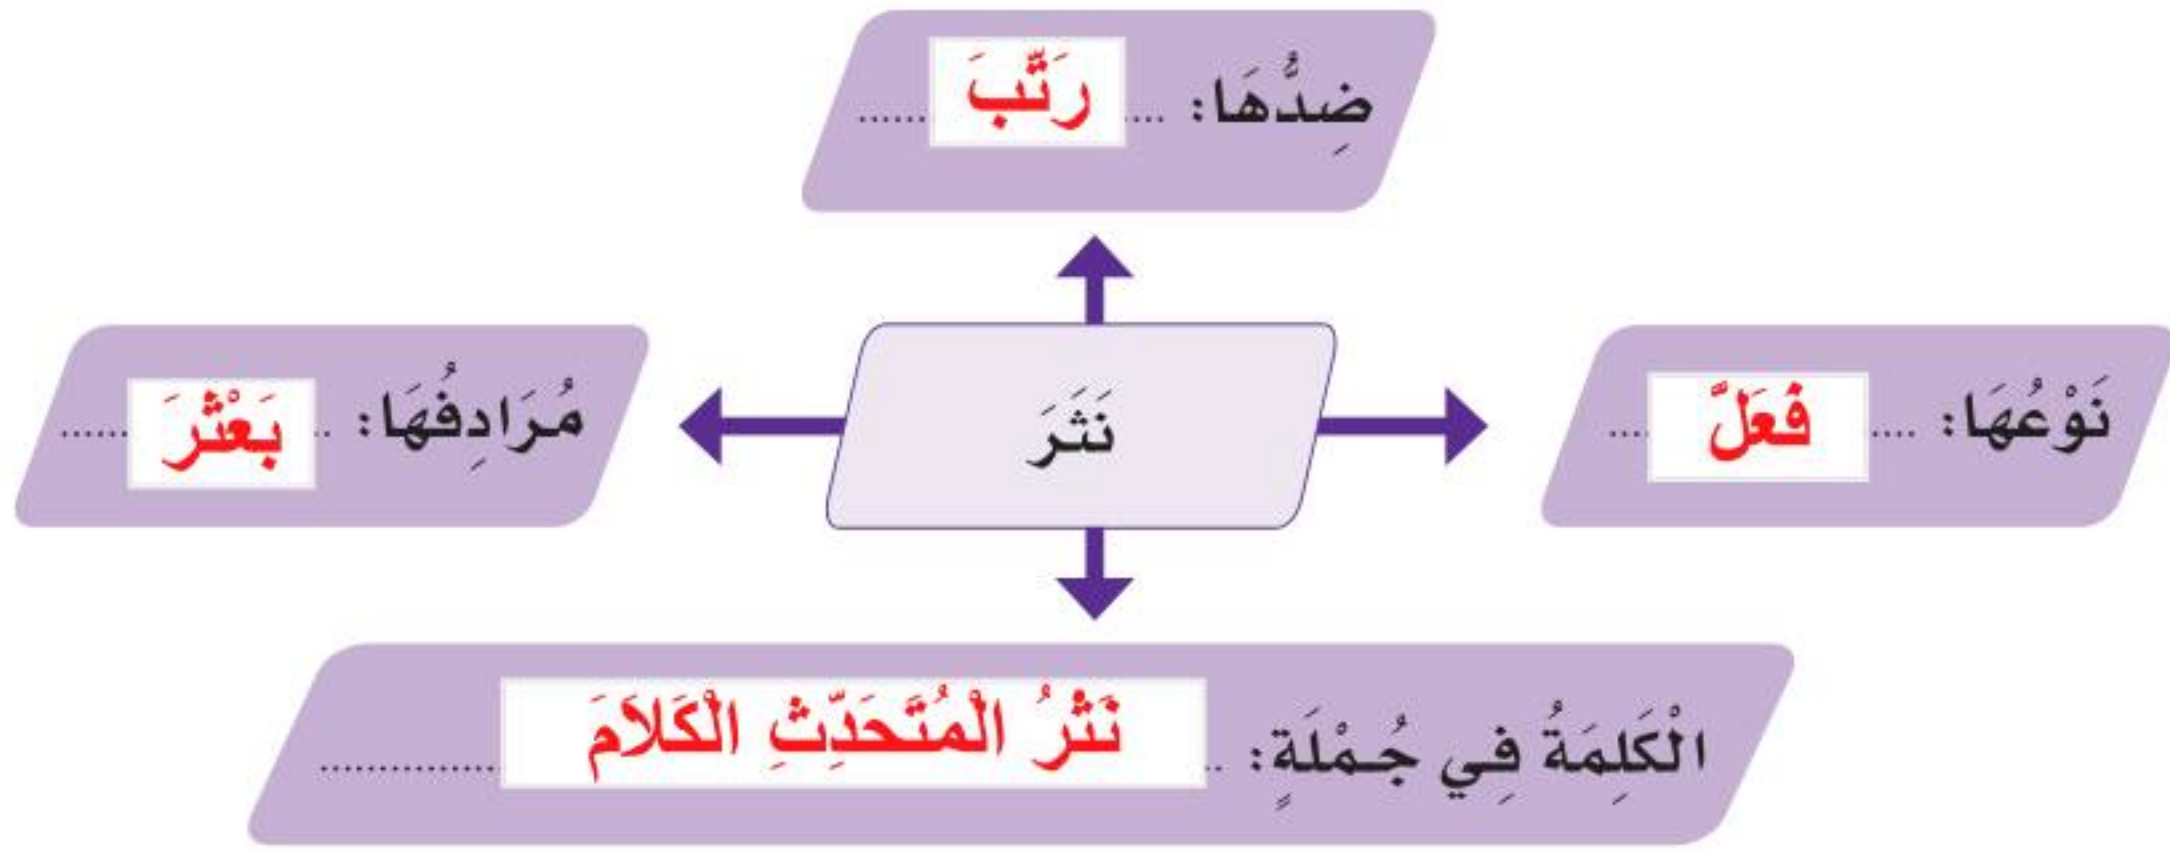 ضِدُّهَا: ..... رَتَّبَ .....
نَوْعُهَا: ..... فَعَلَّ .....
نَثَرَ
مُرَادِفُهَا: ..... بَعْثَرَ .....
الْكَلِمَةُ فِي جُمْلَةٍ: ..... نَثْرُ الْمُتَحَدِّثِ الْكَلَامَ .....